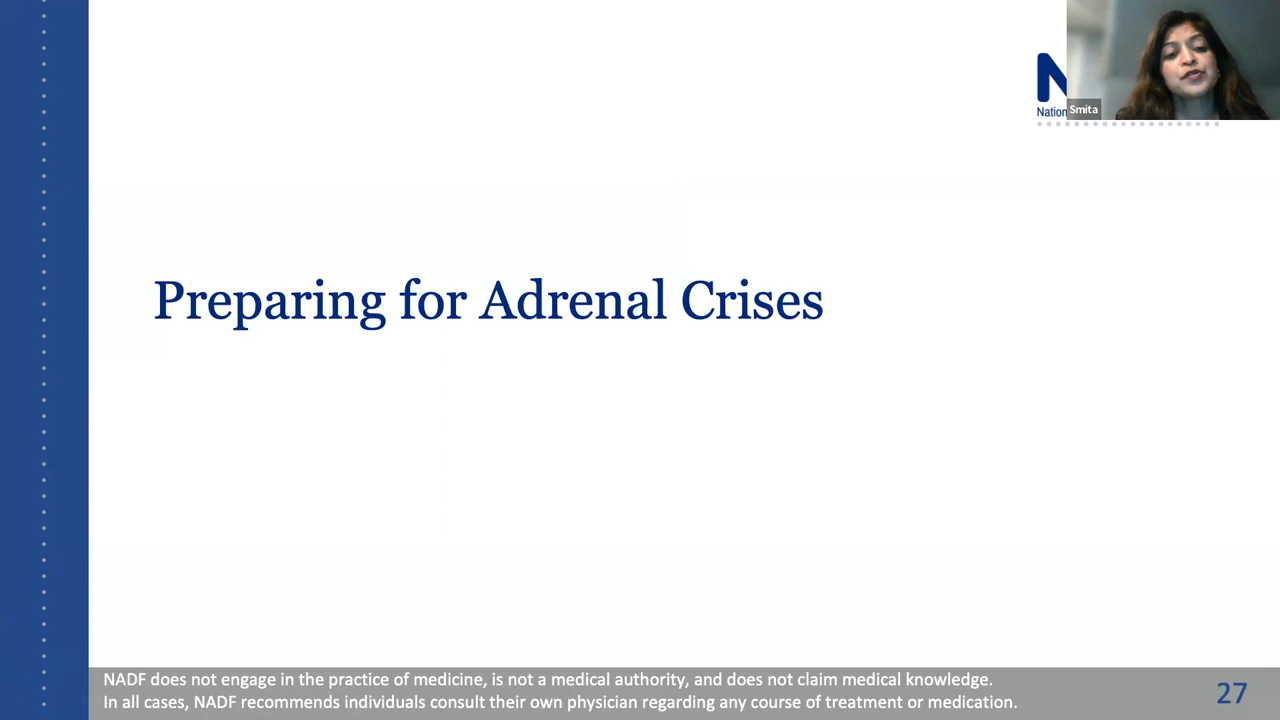 N
Nation
Smita
Preparing for Adrenal Crises
NADF does not engage in the practice of medicine, is not a medical authority, and does not claim medical knowledge.
In all cases, NADF recommends individuals consult their own physician regarding any course of treatment or medication.
27